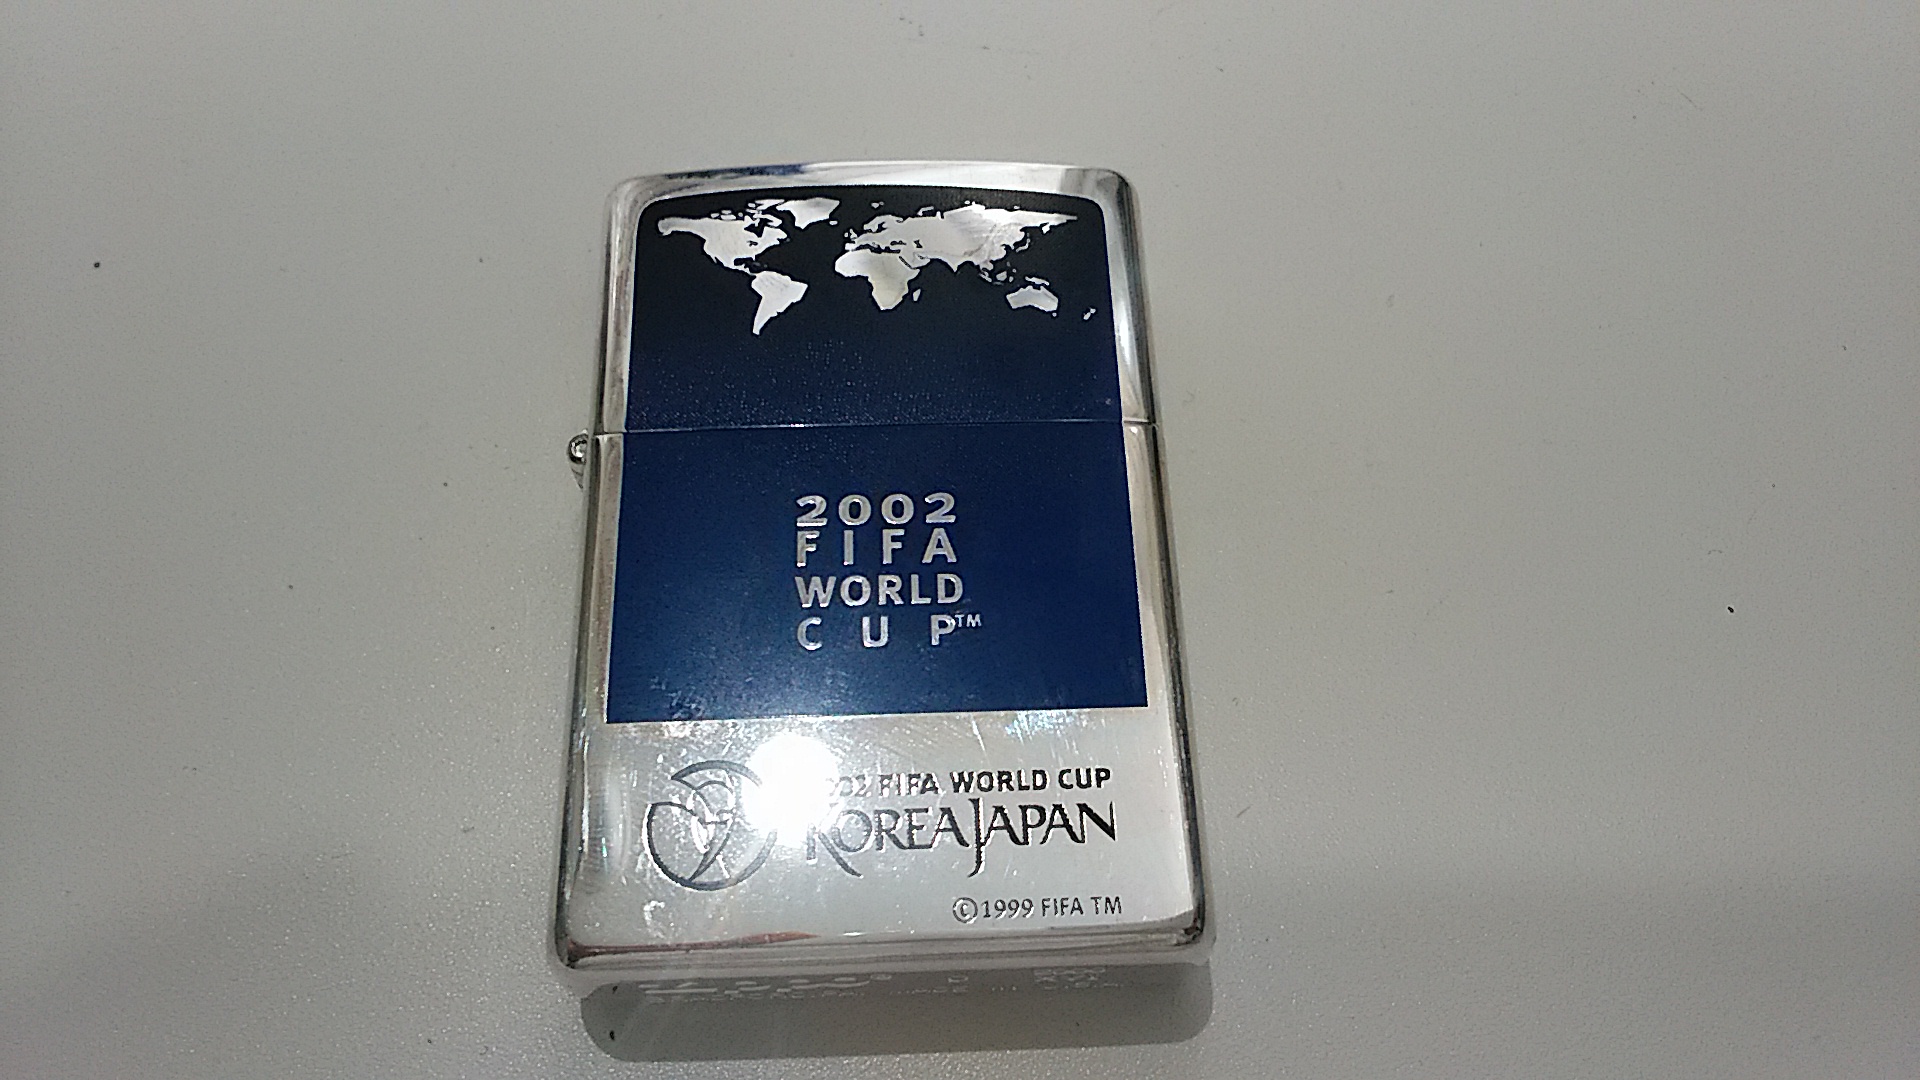 2002
FIFA
WORLD
CUP™
2002 FIFA WORLD CUP
KOREA JAPAN
©1999 FIFA TM